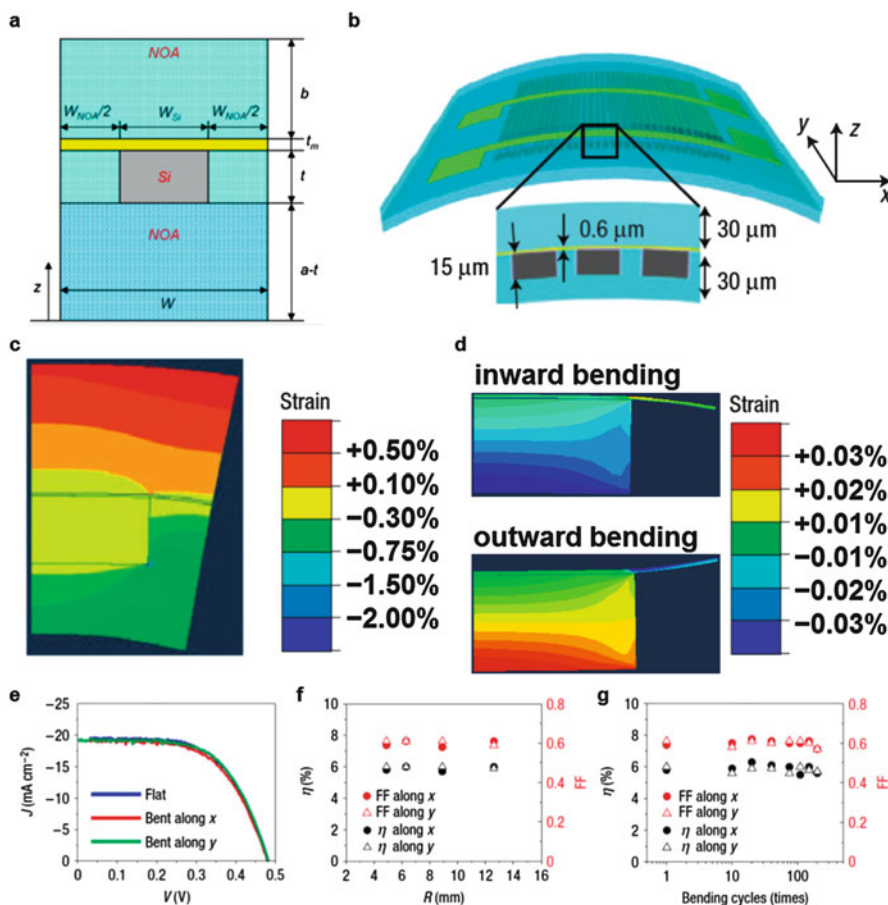 a
NOA
W_NOA/2
W_Si
W_NOA/2
b
t_m
Si
t
NOA
a-t
z
W
b
y
z
x
0.6 μm
30 μm
15 μm
30 μm
c
Strain
+0.50%
+0.10%
−0.30%
−0.75%
−1.50%
−2.00%
d
inward bending
outward bending
Strain
+0.03%
+0.02%
+0.01%
−0.01%
−0.02%
−0.03%
e
−25
−20
−15
−10
−5
0
J (mA cm⁻²)
Flat
Bent along x
Bent along y
0 0.1 0.2 0.3 0.4 0.5
V (V)
f
10
8
6
4
2
0
η (%)
FF along x
FF along y
η along x
η along y
0.8
0.6
0.4
0.2
0
FF
2 4 6 8 10 12 14 16
R (mm)
g
10
8
6
4
2
0
η (%)
FF along x
FF along y
η along x
η along y
0.8
0.6
0.4
0.2
0
FF
1 10 100
Bending cycles (times)